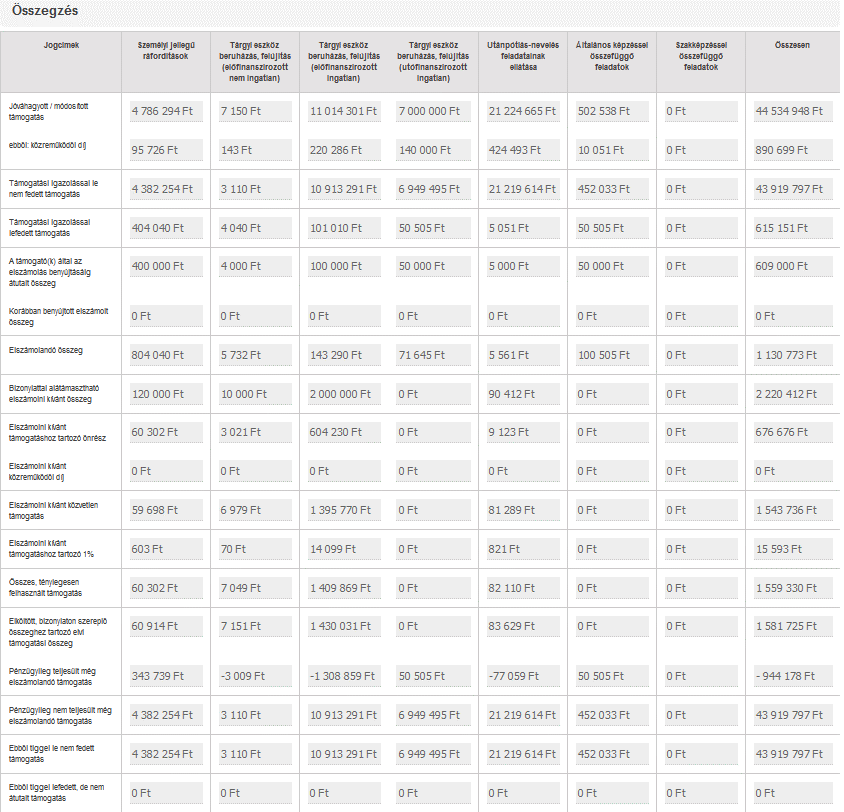 Összegzés
Jogcímek
Személyi jellegű ráfordítások
Tárgyi eszköz beruházás, felújítás (előfinanszírozott nem ingatlan)
Tárgyi eszköz beruházás, felújítás (előfinanszírozott ingatlan)
Tárgyi eszköz beruházás, felújítás (utófinanszírozott ingatlan)
Utánpótlás-nevelés feladatainak ellátása
Általános képzéssel összefüggő feladatok
Szakképzéssel összefüggő feladatok
Összesen
Jóváhagyott / módosított támogatás 4 786 294 Ft 7 150 Ft 11 014 301 Ft 7 000 000 Ft 21 224 665 Ft 502 538 Ft 0 Ft 44 534 948 Ft
ebből: közreműködői díj 95 726 Ft 143 Ft 220 286 Ft 140 000 Ft 424 493 Ft 10 051 Ft 0 Ft 890 699 Ft
Támogatási igazolással le nem fedett támogatás 4 382 254 Ft 3 110 Ft 10 913 291 Ft 6 949 495 Ft 21 219 614 Ft 452 033 Ft 0 Ft 43 919 797 Ft
Támogatási igazolással lefedett támogatás 404 040 Ft 4 040 Ft 101 010 Ft 50 505 Ft 5 051 Ft 50 505 Ft 0 Ft 615 151 Ft
A támogató(k) által az elszámolás benyújtásáig átutalt összeg 400 000 Ft 4 000 Ft 100 000 Ft 50 000 Ft 5 000 Ft 50 000 Ft 0 Ft 609 000 Ft
Korábban benyújtott elszámolt összeg 0 Ft 0 Ft 0 Ft 0 Ft 0 Ft 0 Ft 0 Ft 0 Ft
Elszámolandó összeg 804 040 Ft 5 732 Ft 143 290 Ft 71 645 Ft 5 561 Ft 100 505 Ft 0 Ft 1 130 773 Ft
Bizonylattal alátámasztható elszámolni kívánt összeg 120 000 Ft 10 000 Ft 2 000 000 Ft 0 Ft 90 412 Ft 0 Ft 0 Ft 2 220 412 Ft
Elszámolni kívánt támogatáshoz tartozó önrész 60 302 Ft 3 021 Ft 604 230 Ft 0 Ft 9 123 Ft 0 Ft 0 Ft 676 676 Ft
Elszámolni kívánt közreműködői díj 0 Ft 0 Ft 0 Ft 0 Ft 0 Ft 0 Ft 0 Ft 0 Ft
Elszámolni kívánt közvetlen támogatás 59 698 Ft 6 979 Ft 1 395 770 Ft 0 Ft 81 289 Ft 0 Ft 0 Ft 1 543 736 Ft
Elszámolni kívánt támogatáshoz tartozó 1% 603 Ft 70 Ft 14 099 Ft 0 Ft 821 Ft 0 Ft 0 Ft 15 593 Ft
Összes, ténylegesen felhasznált támogatás 60 302 Ft 7 049 Ft 1 409 869 Ft 0 Ft 82 110 Ft 0 Ft 0 Ft 1 559 330 Ft
Elköltött, bizonylaton szereplő összeghez tartozó elvi támogatási összeg 60 914 Ft 7 151 Ft 1 430 031 Ft 0 Ft 83 629 Ft 0 Ft 0 Ft 1 581 725 Ft
Pénzügyileg teljesült még elszámolandó támogatás 343 739 Ft -3 009 Ft -1 308 859 Ft 50 505 Ft -77 059 Ft 50 505 Ft 0 Ft - 944 178 Ft
Pénzügyileg nem teljesült még elszámolandó támogatás 4 382 254 Ft 3 110 Ft 10 913 291 Ft 6 949 495 Ft 21 219 614 Ft 452 033 Ft 0 Ft 43 919 797 Ft
Ebből tiggel le nem fedett támogatás 4 382 254 Ft 3 110 Ft 10 913 291 Ft 6 949 495 Ft 21 219 614 Ft 452 033 Ft 0 Ft 43 919 797 Ft
Ebből tiggel lefedett, de nem átutalt támogatás 0 Ft 0 Ft 0 Ft 0 Ft 0 Ft 0 Ft 0 Ft 0 Ft